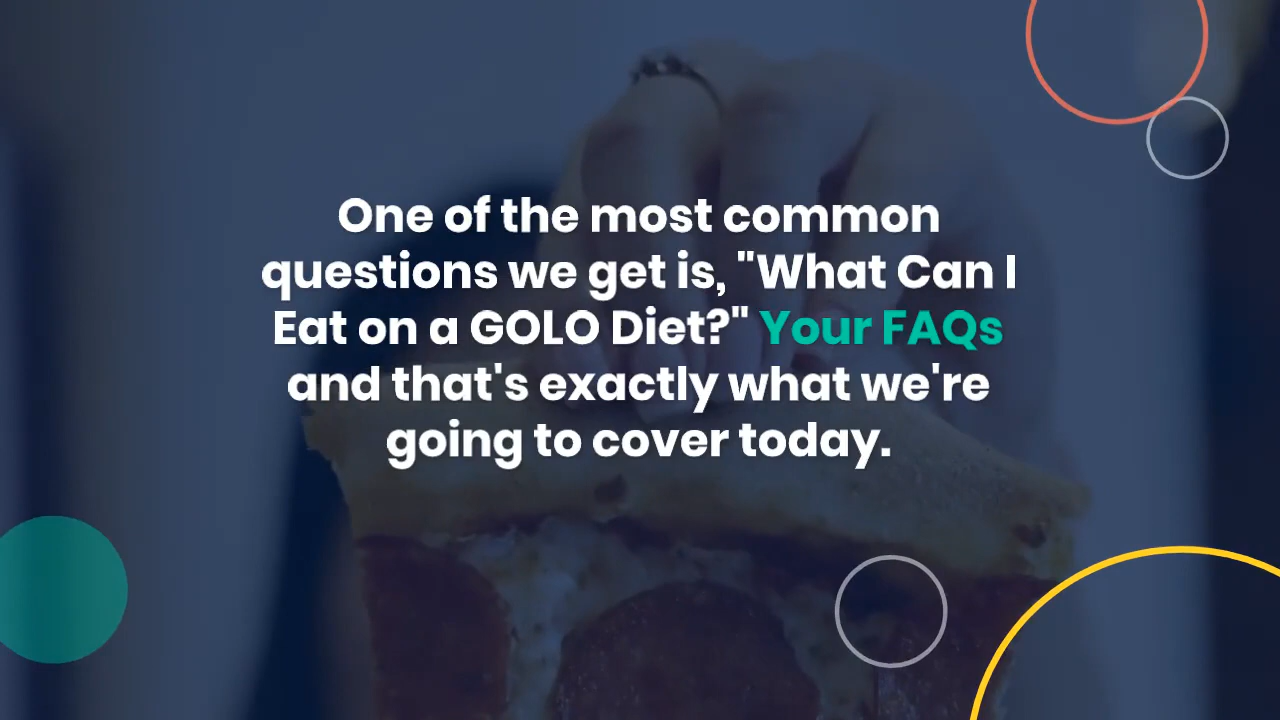 One of the most common
questions we get is, "What Can I
Eat on a GOLO Diet?" Your FAQs
and that's exactly what we're
going to cover today.